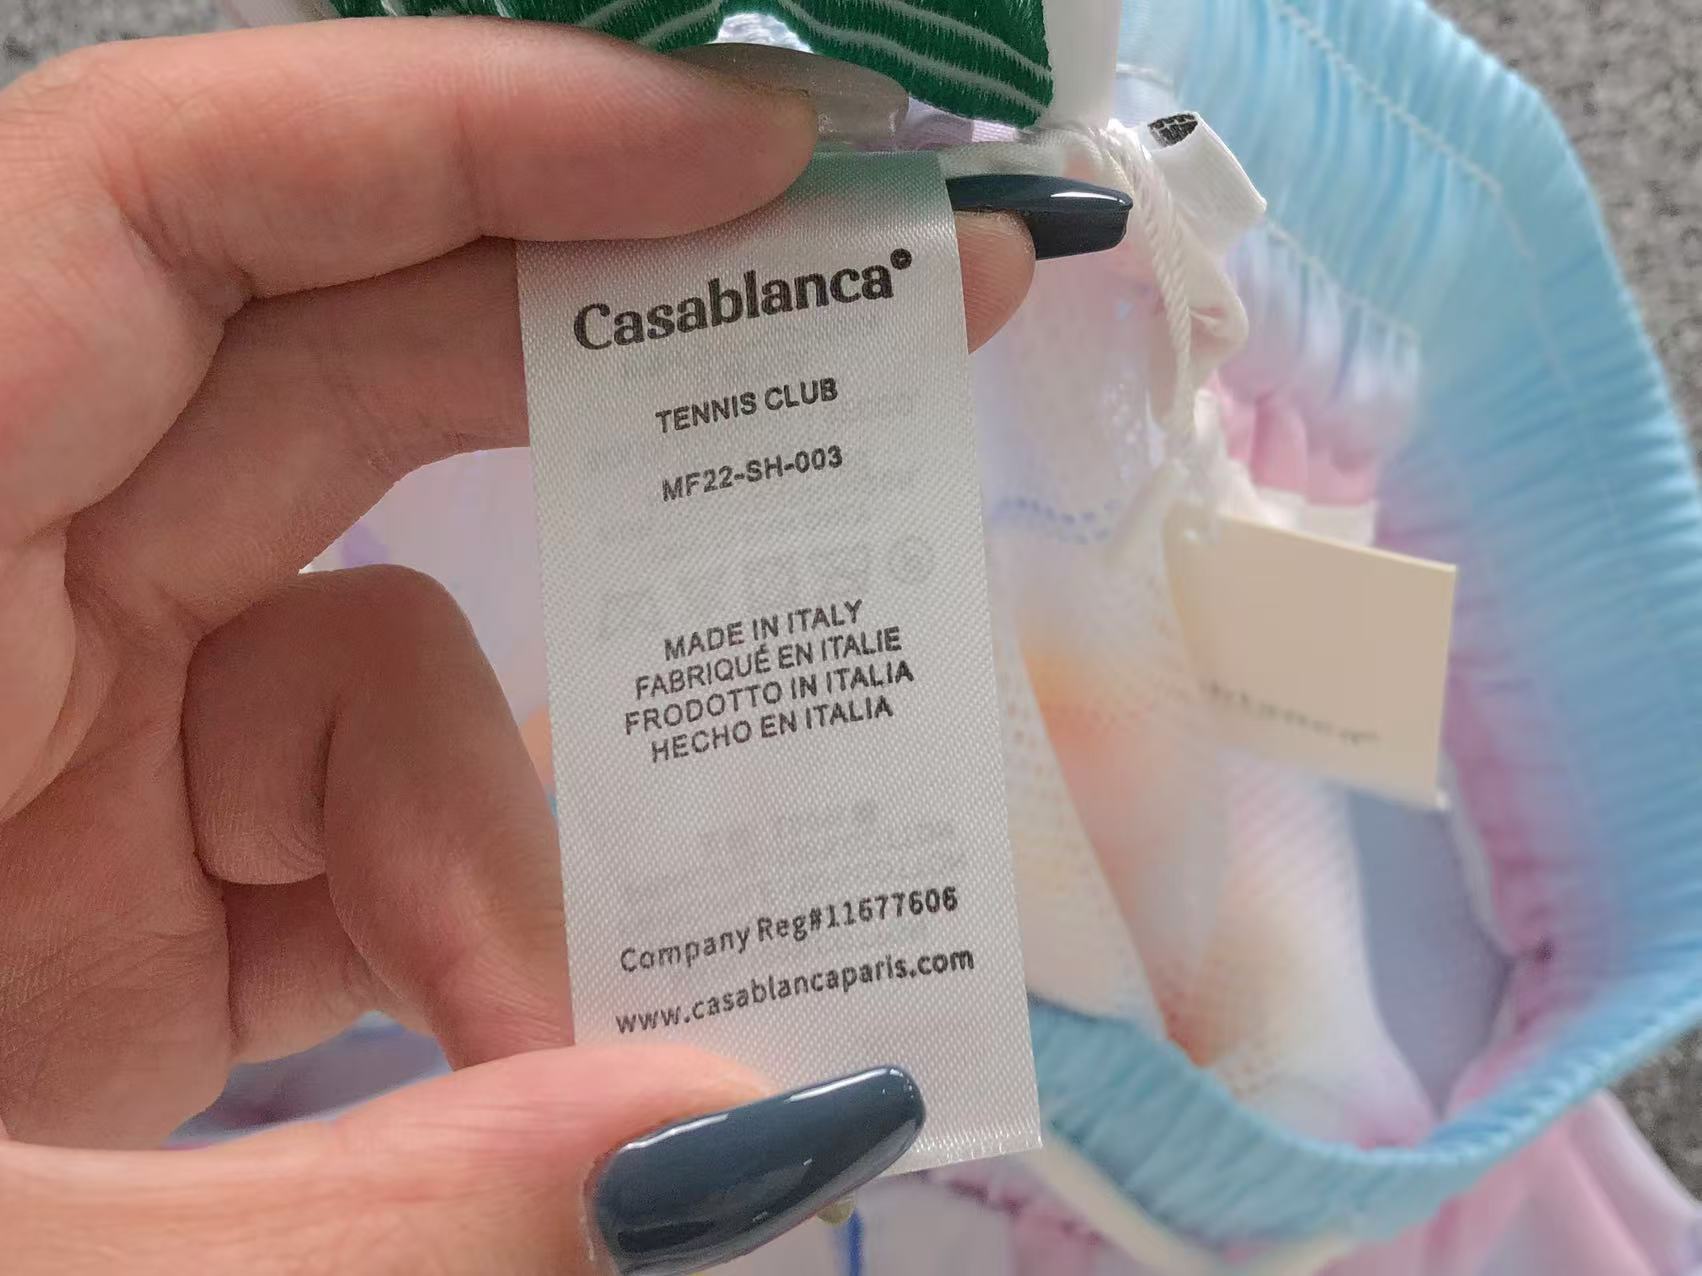 Casablanca
TENNIS CLUB
MF22-SH-003
MADE IN ITALY
FABRIQUÉ EN ITALIE
FRODOTTO IN ITALIA
HECHO EN ITALIA
Company Reg#11677606
www.casablancaparis.com